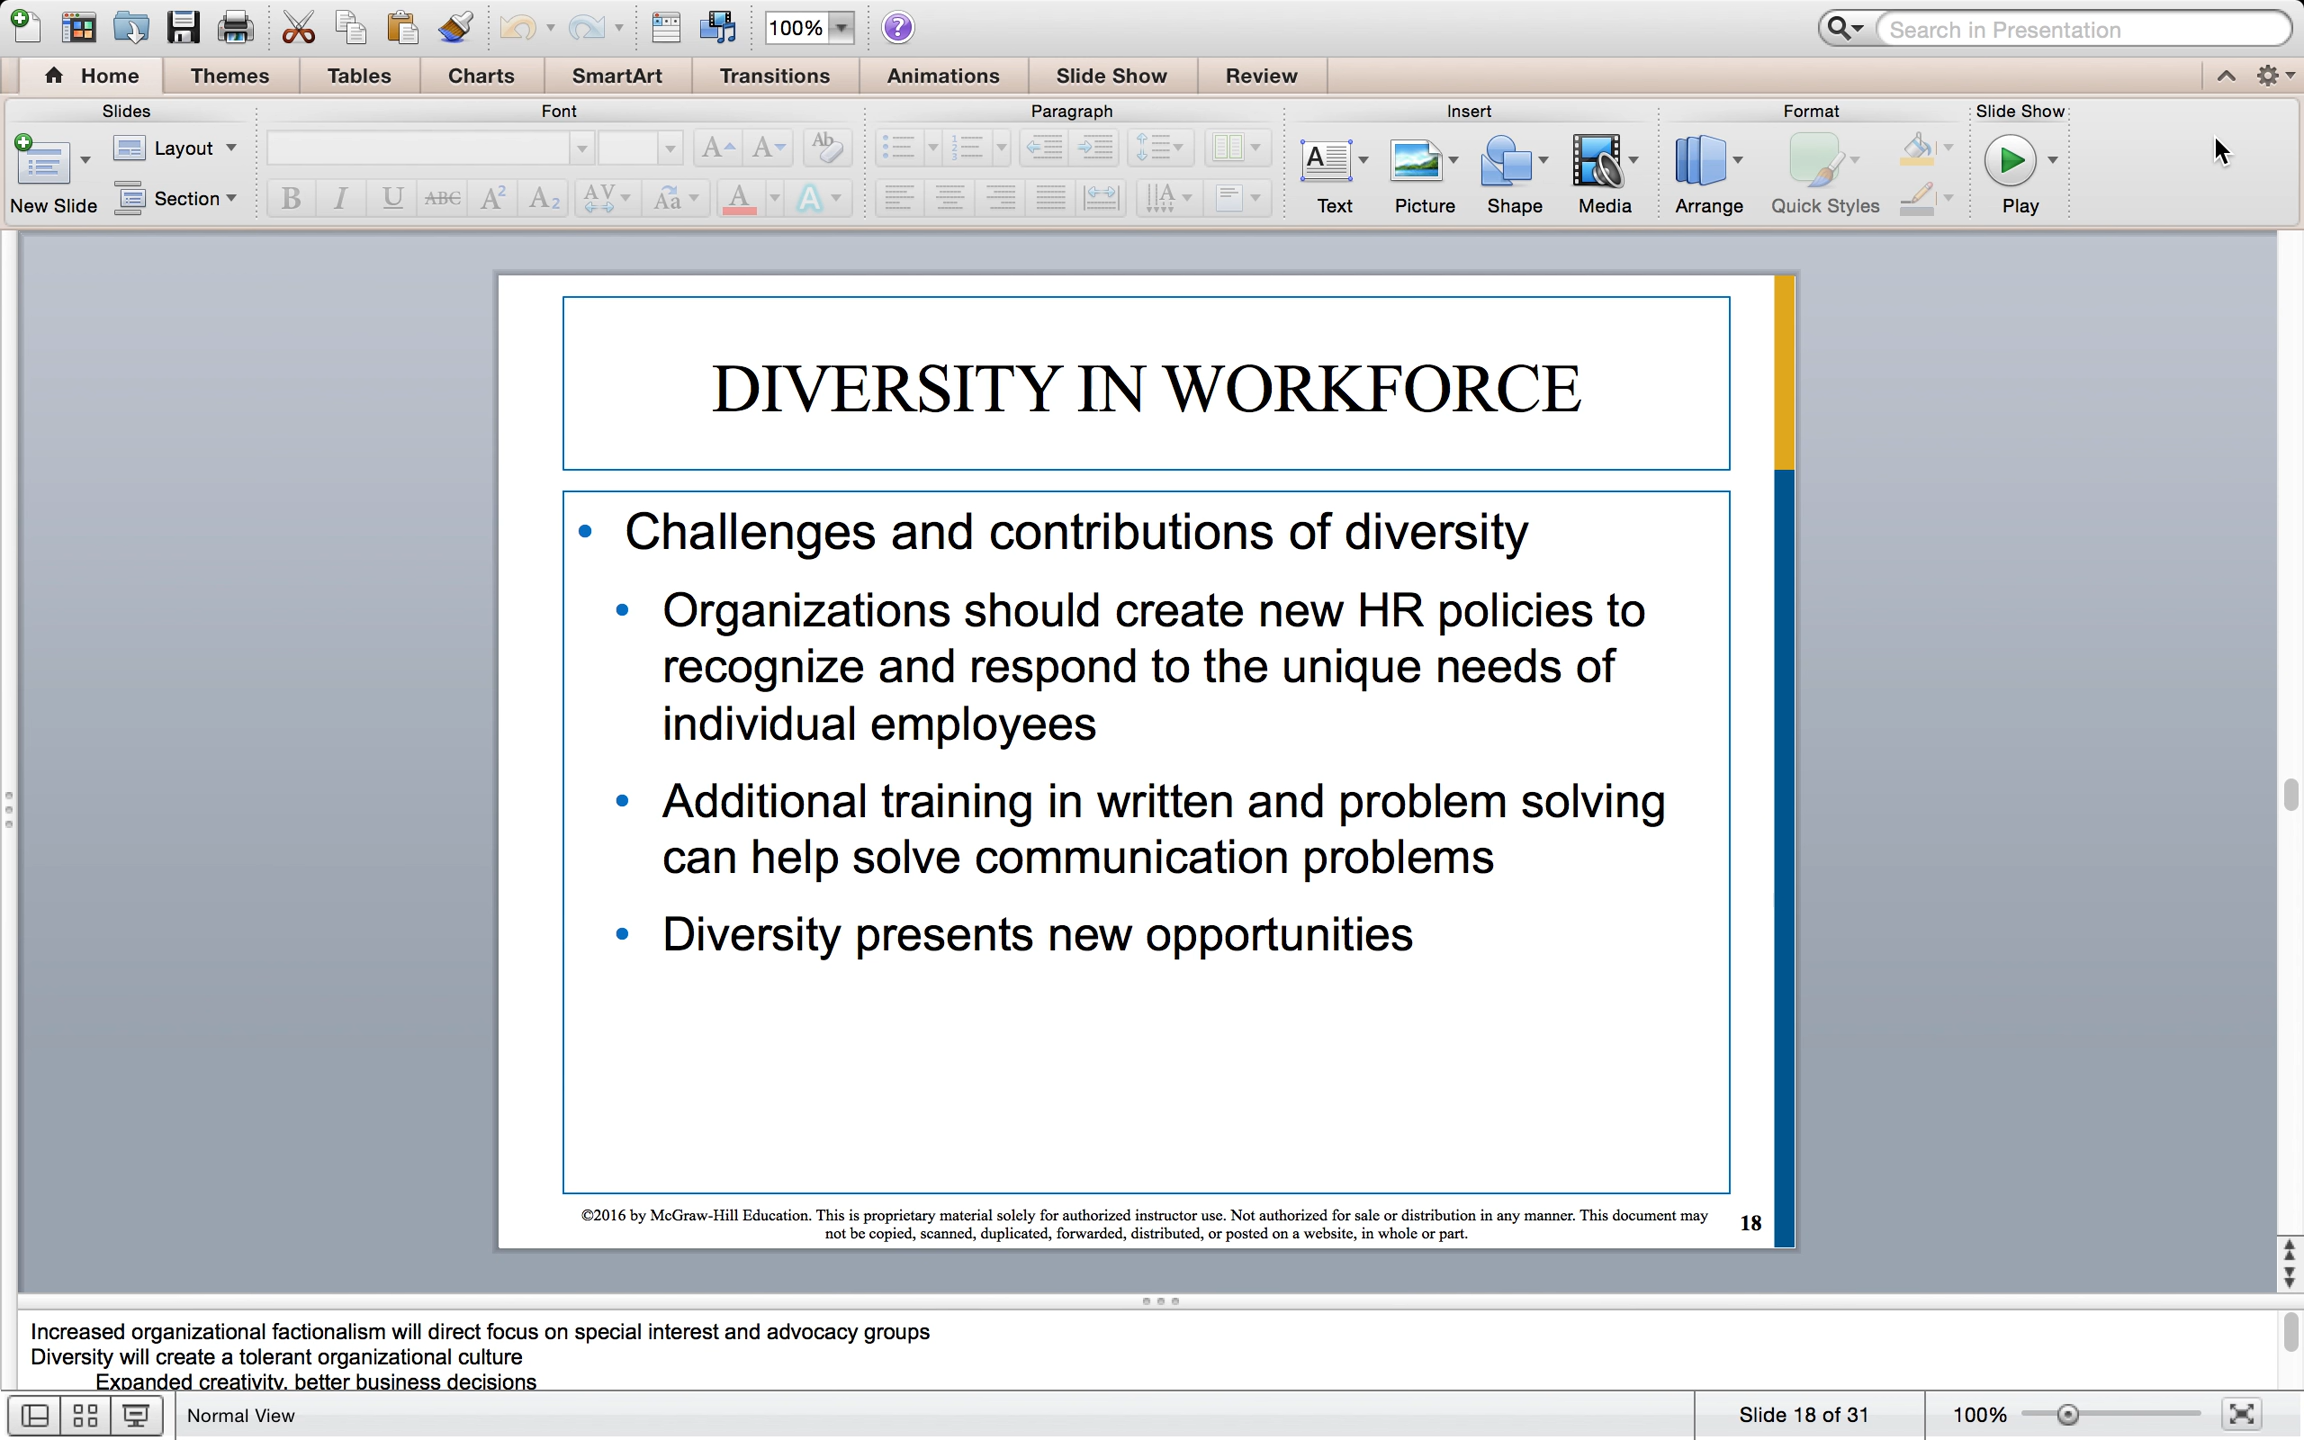 100%
Search in Presentation
Home
Themes
Tables
Charts
SmartArt
Transitions
Animations
Slide Show
Review
Slides
Font
Paragraph
Insert
Format
Slide Show
New Slide
Layout
Section
Text
Picture
Shape
Media
Arrange
Quick Styles
Play
DIVERSITY IN WORKFORCE
• Challenges and contributions of diversity
• Organizations should create new HR policies to
recognize and respond to the unique needs of
individual employees
• Additional training in written and problem solving
can help solve communication problems
• Diversity presents new opportunities
©2016 by McGraw-Hill Education. This is proprietary material solely for authorized instructor use. Not authorized for sale or distribution in any manner. This document may
not be copied, scanned, duplicated, forwarded, distributed, or posted on a website, in whole or part.
18
Increased organizational factionalism will direct focus on special interest and advocacy groups
Diversity will create a tolerant organizational culture
Expanded creativity, better business decisions
Normal View
Slide 18 of 31
100%